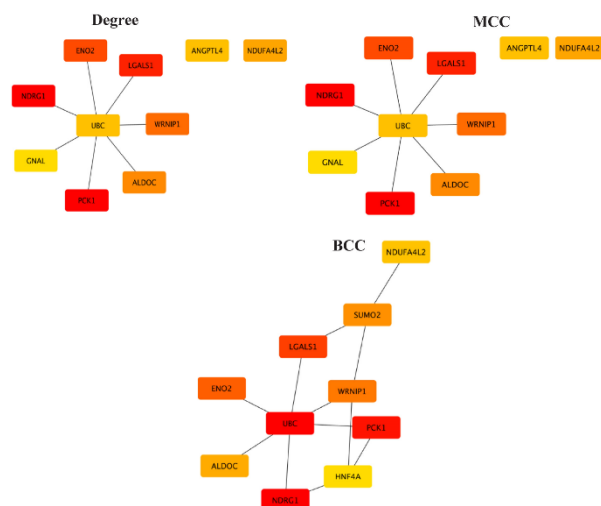 Degree
ENO2
ANGPTL4
NDUFA4L2
LGALS1
NDRG1
UBC
WRNIP1
GNAL
ALDOC
PCK1
MCC
ENO2
ANGPTL4
NDUFA4L2
LGALS1
NDRG1
UBC
WRNIP1
GNAL
ALDOC
PCK1
BCC
NDUFA4L2
SUMO2
LGALS1
ENO2
WRNIP1
UBC
PCK1
ALDOC
HNF4A
NDRG1